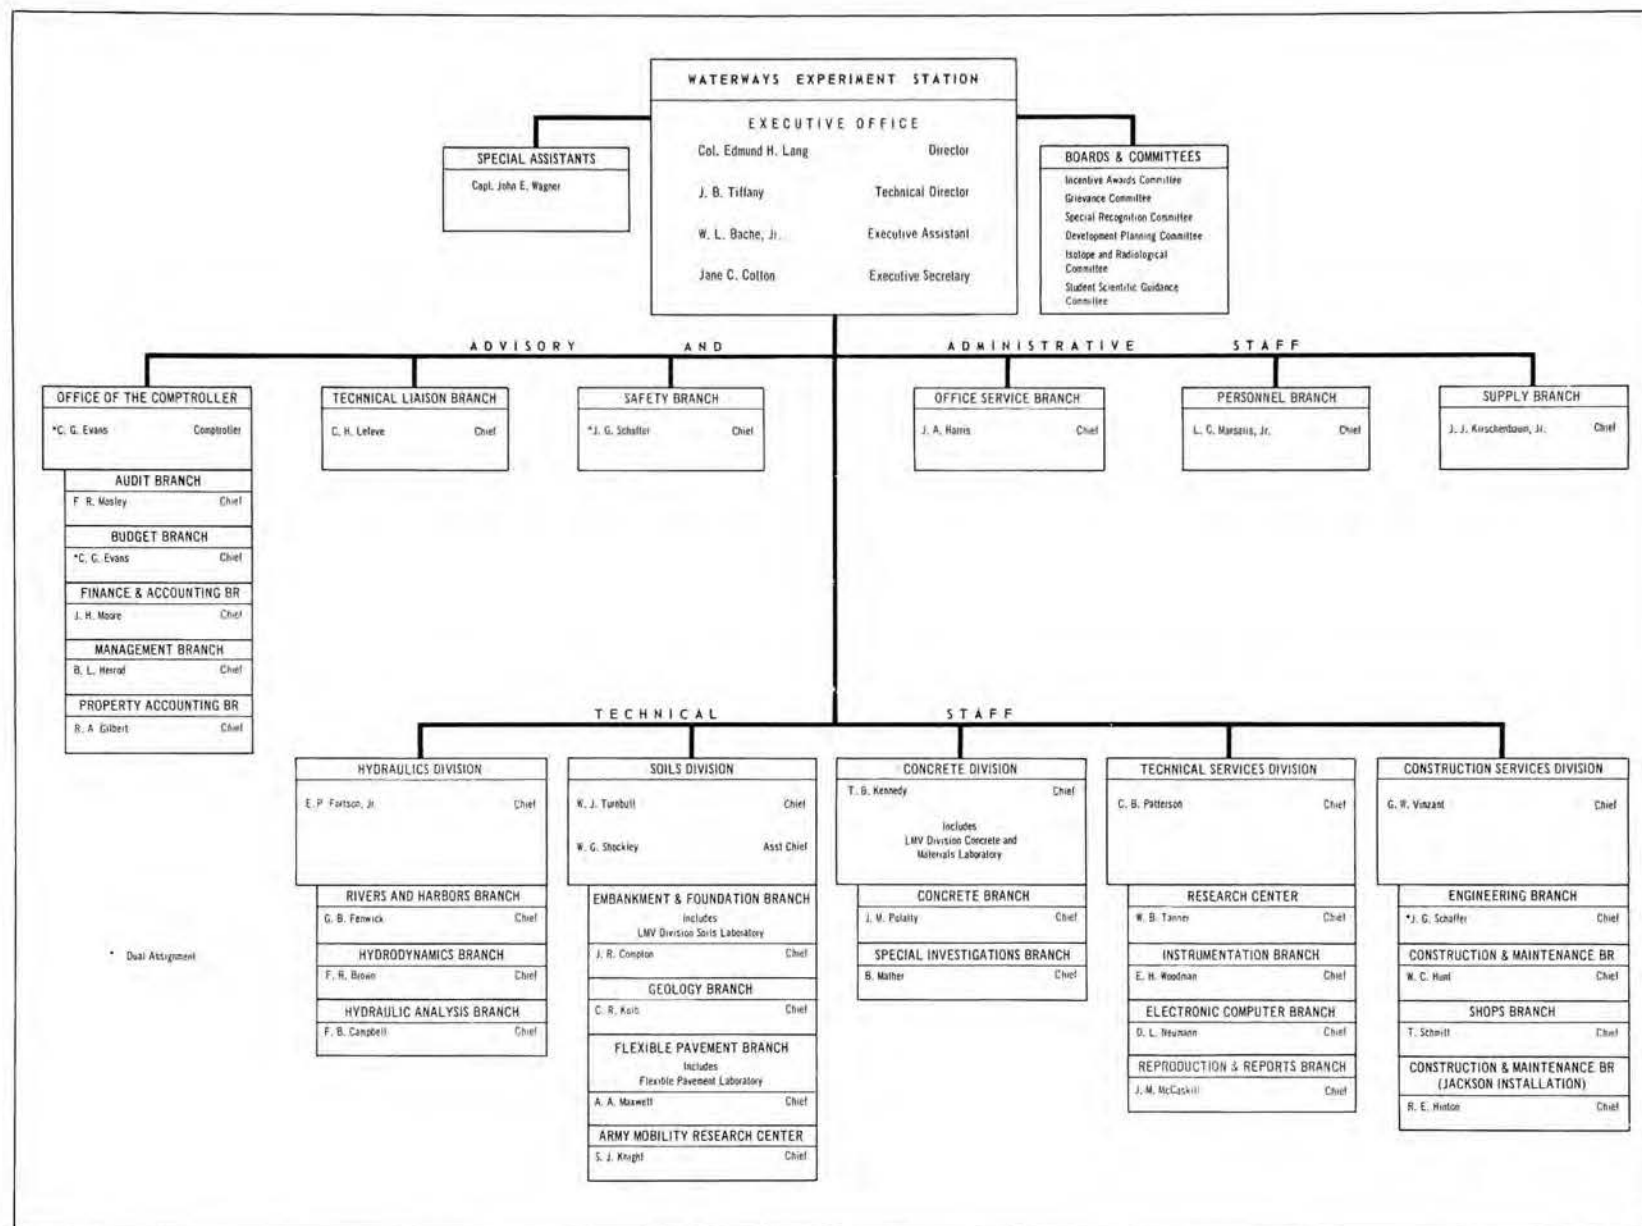 WATERWAYS EXPERIMENT STATION
EXECUTIVE OFFICE
Col. Edmund H. Lang Director
J. B. Tiffany Technical Director
W. L. Bache, Jr. Executive Assistant
Jane C. Cotton Executive Secretary
SPECIAL ASSISTANTS
Capt. John E. Wagner
BOARDS & COMMITTEES
Incentive Awards Committee
Grievance Committee
Special Recognition Committee
Development Planning Committee
Isotope and Radiological
Committee
Student Scientific Guidance
Committee
ADVISORY AND ADMINISTRATIVE STAFF
OFFICE OF THE COMPTROLLER
*C. G. Evans Comptroller
AUDIT BRANCH
F. R. Mosley Chief
BUDGET BRANCH
*C. G. Evans Chief
FINANCE & ACCOUNTING BR
J. H. Moore Chief
MANAGEMENT BRANCH
B. L. Herrod Chief
PROPERTY ACCOUNTING BR
R. A. Gilbert Chief
TECHNICAL LIAISON BRANCH
C. H. Lefeve Chief
SAFETY BRANCH
*J. G. Schaffer Chief
OFFICE SERVICE BRANCH
J. A. Harris Chief
PERSONNEL BRANCH
L. C. Marsalis, Jr. Chief
SUPPLY BRANCH
J. J. Jr. Chief
TECHNICAL STAFF
HYDRAULICS DIVISION
E. P. Fortson, Jr. Chief
RIVERS AND HARBORS BRANCH
G. B. Fenwick Chief
HYDRODYNAMICS BRANCH
F. R. Brown Chief
HYDRAULIC ANALYSIS BRANCH
F. B. Campbell Chief
SOILS DIVISION
W. J. Turnbull Chief
W. G. Shockley Asst Chief
EMBANKMENT & FOUNDATION BRANCH
Includes
LMV Division Soils Laboratory
J. R. Compton Chief
GEOLOGY BRANCH
C. R. Kolb Chief
FLEXIBLE PAVEMENT BRANCH
Includes
Flexible Pavement Laboratory
A. A. Maxwell Chief
ARMY MOBILITY RESEARCH CENTER
S. J. Knight Chief
CONCRETE DIVISION
T. B. Kennedy Chief
Includes
LMV Division Concrete and
Materials Laboratory
CONCRETE BRANCH
J. M. Polatty Chief
SPECIAL INVESTIGATIONS BRANCH
B. Mather Chief
TECHNICAL SERVICES DIVISION
C. B. Patterson Chief
RESEARCH CENTER
W. B. Tanner Chief
INSTRUMENTATION BRANCH
E. H. Woodman Chief
ELECTRONIC COMPUTER BRANCH
D. L. Neumann Chief
REPRODUCTION & REPORTS BRANCH
J. M. McCaskill Chief
CONSTRUCTION SERVICES DIVISION
G. W. Vinzant Chief
ENGINEERING BRANCH
*J. G. Schaffer Chief
CONSTRUCTION & MAINTENANCE BR
W. C. Hunt Chief
SHOPS BRANCH
T. Schmitt Chief
CONSTRUCTION & MAINTENANCE BR
(JACKSON INSTALLATION)
R. E. Hinton Chief
* Dual Assignment